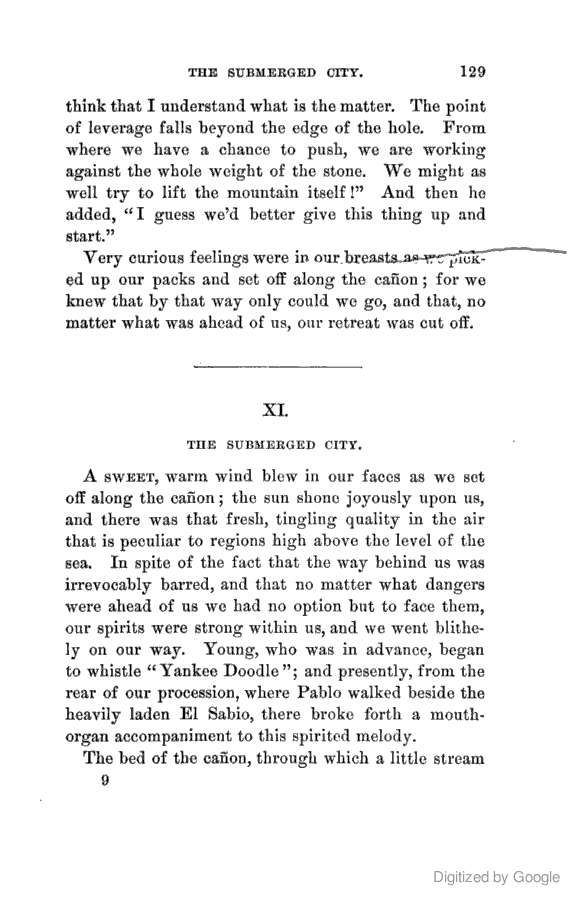 THE SUBMERGED CITY. 129
think that I understand what is the matter. The point
of leverage falls beyond the edge of the hole. From
where we have a chance to push, we are working
against the whole weight of the stone. We might as
well try to lift the mountain itself!” And then he
added, “I guess we’d better give this thing up and
start.”
Very curious feelings were in our breasts as we pick-
ed up our packs and set off along the cañon; for we
knew that by that way only could we go, and that, no
matter what was ahead of us, our retreat was cut off.
XI.
THE SUBMERGED CITY.
A SWEET, warm wind blew in our faces as we set
off along the cañon; the sun shone joyously upon us,
and there was that fresh, tingling quality in the air
that is peculiar to regions high above the level of the
sea. In spite of the fact that the way behind us was
irrevocably barred, and that no matter what dangers
were ahead of us we had no option but to face them,
our spirits were strong within us, and we went blithe-
ly on our way. Young, who was in advance, began
to whistle “Yankee Doodle”; and presently, from the
rear of our procession, where Pablo walked beside the
heavily laden El Sabio, there broke forth a mouth-
organ accompaniment to this spirited melody.
The bed of the cañon, through which a little stream
9
Digitized by Google